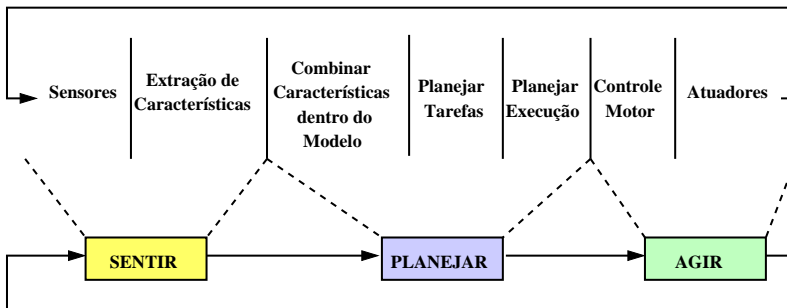 Sensores
Extração de
Características
Combinar
Características
dentro do
Modelo
Planejar
Tarefas
Planejar
Execução
Controle
Motor
Atuadores
SENTIR
PLANEJAR
AGIR